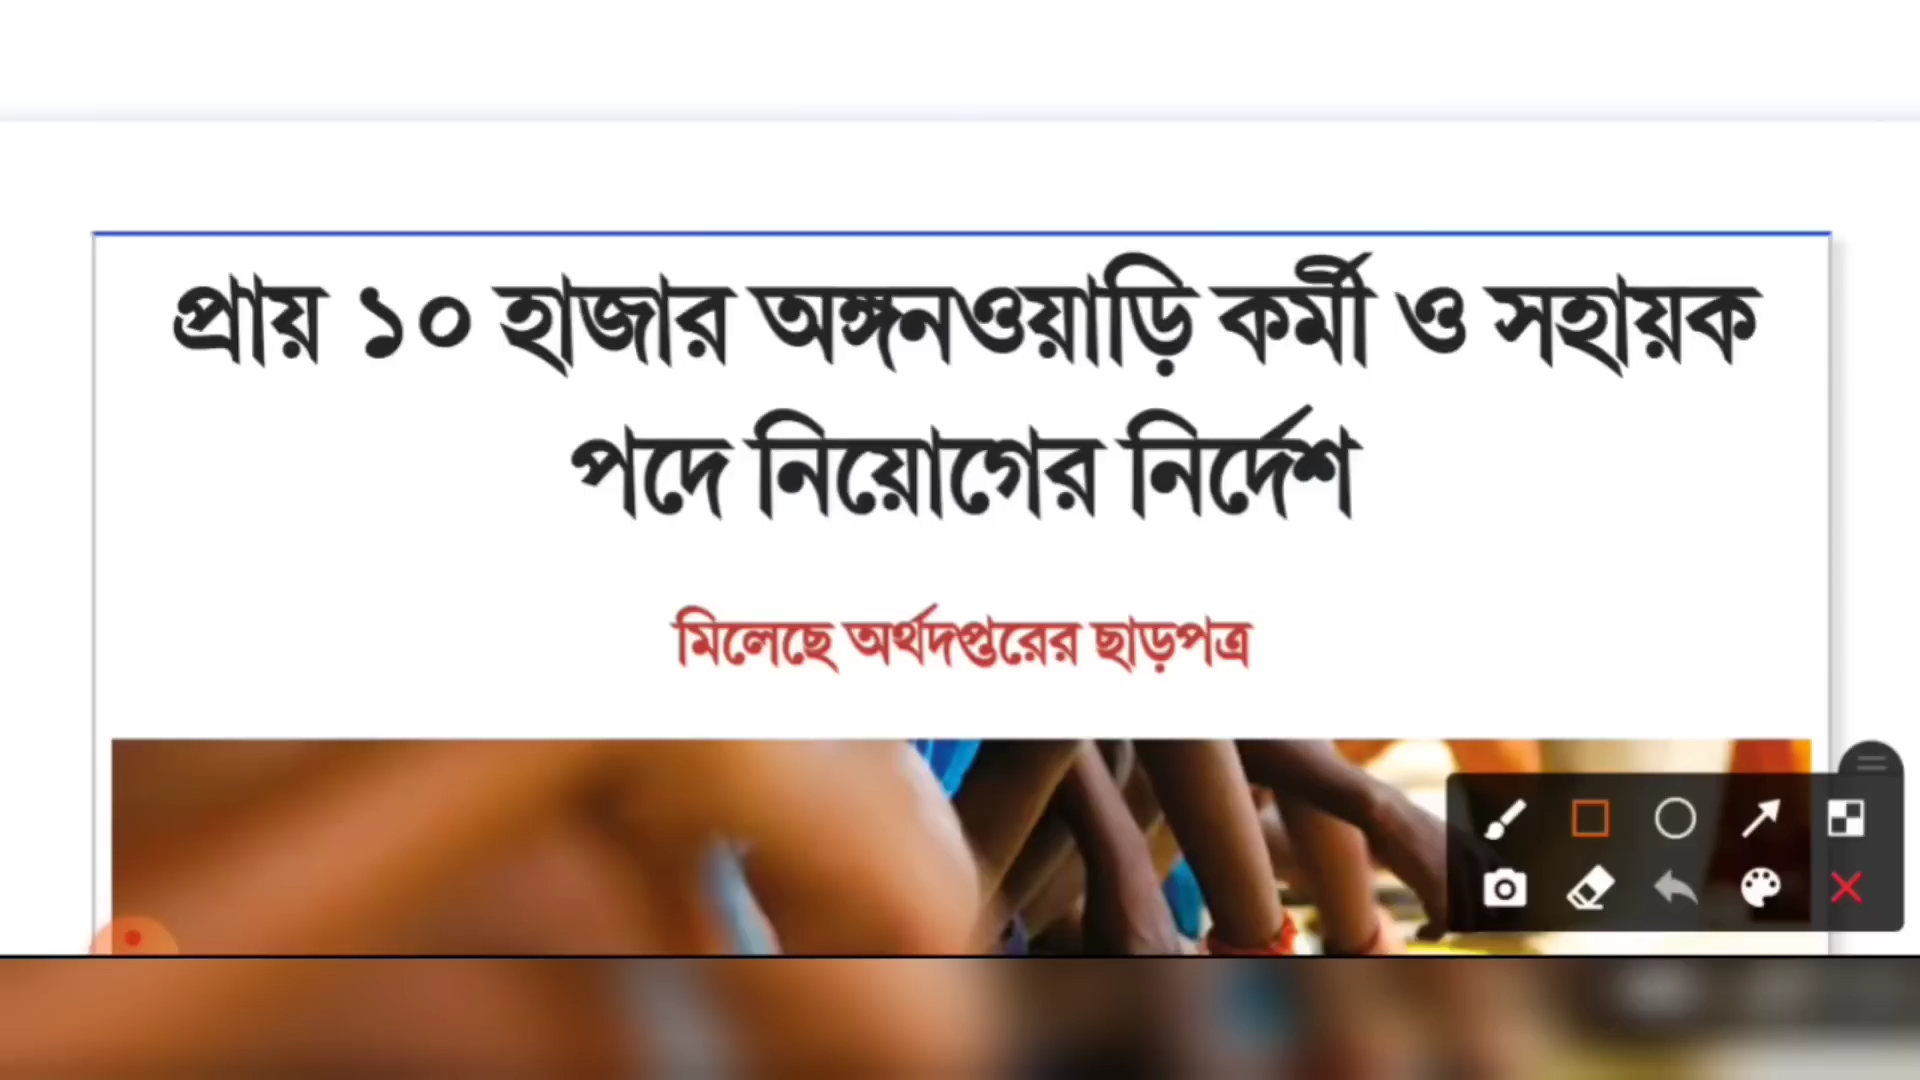 প্রায় ১০ হাজার অঙ্গনওয়াড়ি কর্মী ও সহায়ক
পদে নিয়োগের নির্দেশ
মিলেছে অর্থদপ্তরের ছাড়পত্র